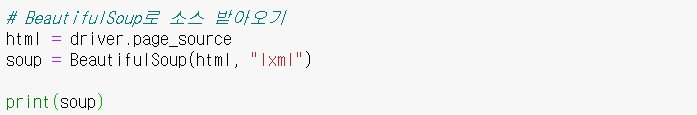 # BeautifulSoup로 소스 받아오기
html = driver.page_source
soup = BeautifulSoup(html, "lxml")
print(soup)